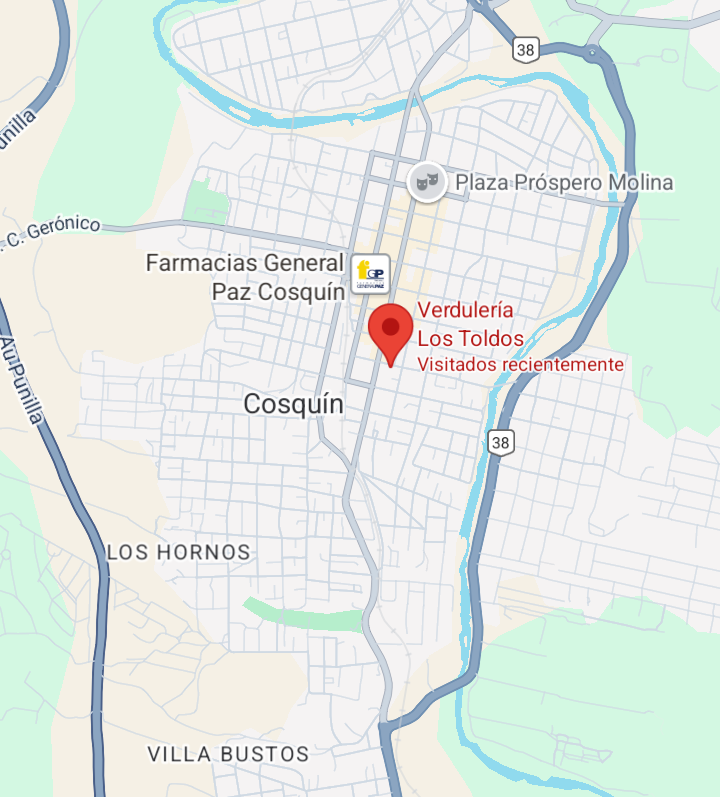 38
unilla
. C. Gerónico
Plaza Próspero Molina
Farmacias General
Paz Cosquín
GP
GENERAL PAZ
Verdulería
Los Toldos
Visitados recientemente
Au Punilla
Cosquín
38
LOS HORNOS
VILLA BUSTOS